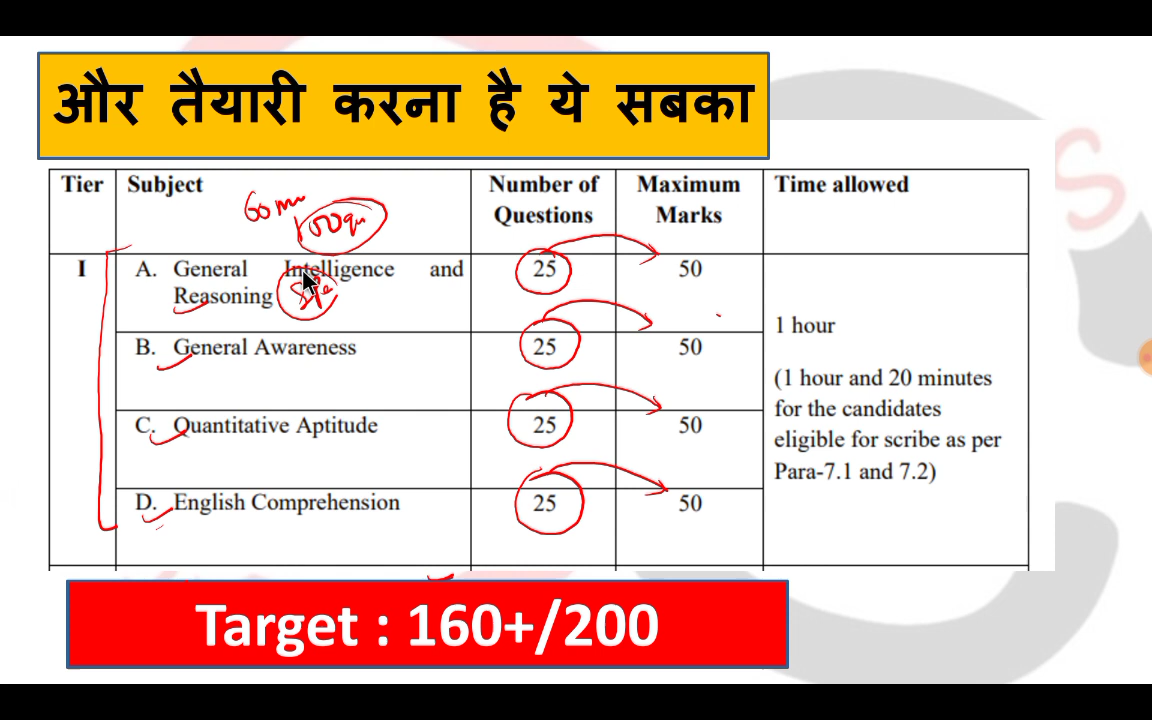 और तैयारी करना है ये सबका
Tier Subject Number of Questions Maximum Marks Time allowed
60 100 qu
I A. General Intelligence and Reasoning 25 50
B. General Awareness 25 50
C. Quantitative Aptitude 25 50
D. English Comprehension 25 50
1 hour
(1 hour and 20 minutes
for the candidates
eligible for scribe as per
Para-7.1 and 7.2)
Target : 160+/200